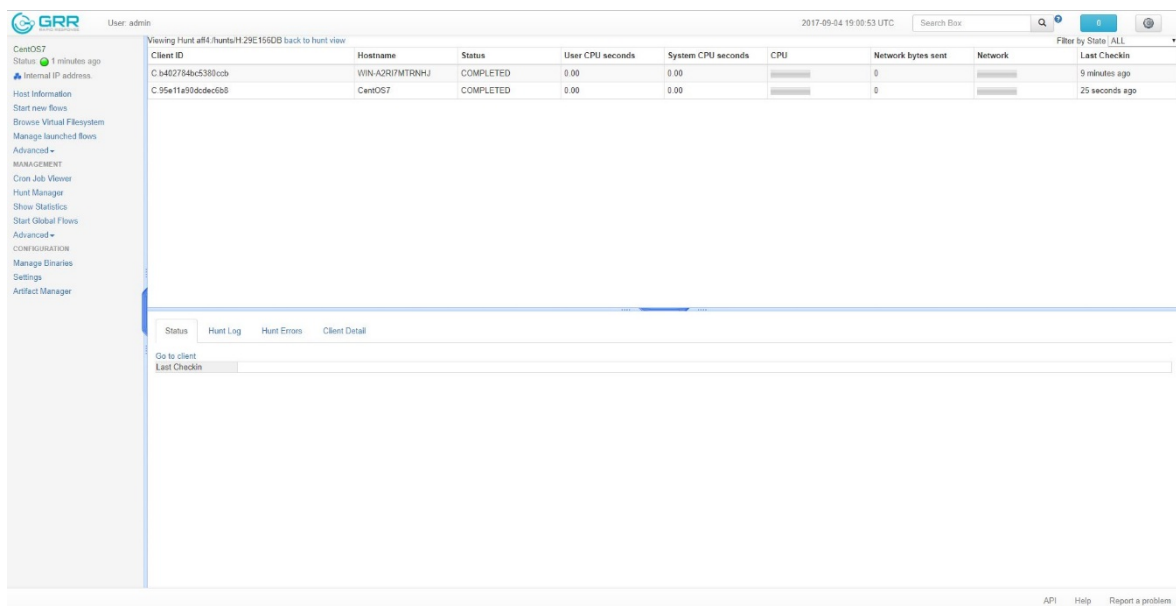 GRR
User: admin
2017-09-04 19:00:53 UTC
Search Box
6
CentOS7
Status: 1 minutes ago
Internal IP address.
Host Information
Start new flows
Browse Virtual Filesystem
Manage launched flows
Advanced
MANAGEMENT
Cron Job Viewer
Hunt Manager
Show Statistics
Start Global Flows
Advanced
CONFIGURATION
Manage Binaries
Settings
Artifact Manager
Viewing Hunt aff4:/hunts/H:29E156DB back to hunt view
Filter by State ALL
Client ID Hostname Status User CPU seconds System CPU seconds CPU Network bytes sent Network Last Checkin
C.b402784bc5380ccb WIN-A2RI7MTRNHJ COMPLETED 0.00 0.00 0 9 minutes ago
C.95e11a90dcdec6b8 CentOS7 COMPLETED 0.00 0.00 0 25 seconds ago
Status Hunt Log Hunt Errors Client Detail
Go to client
Last Checkin
API Help Report a problem